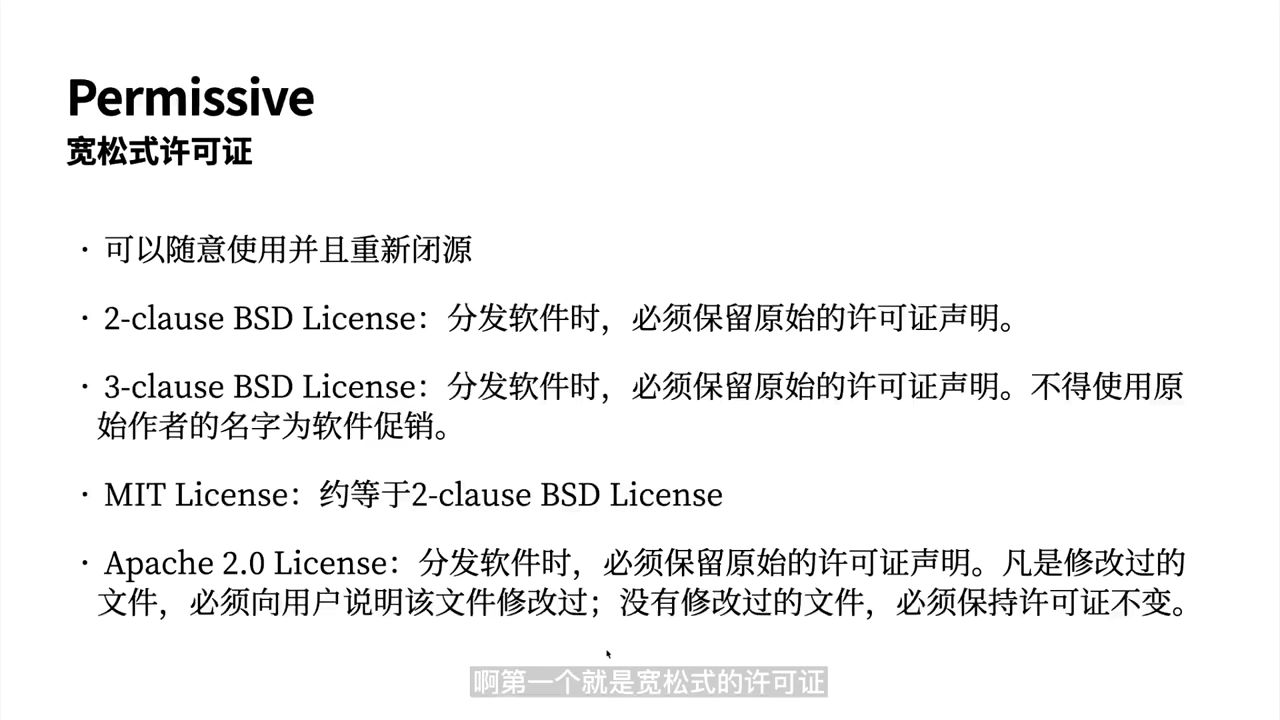 Permissive
宽松式许可证
· 可以随意使用并且重新闭源
· 2-clause BSD License：分发软件时，必须保留原始的许可证声明。
· 3-clause BSD License：分发软件时，必须保留原始的许可证声明。不得使用原
始作者的名字为软件促销。
· MIT License：约等于2-clause BSD License
· Apache 2.0 License：分发软件时，必须保留原始的许可证声明。凡是修改过的
文件，必须向用户说明该文件修改过；没有修改过的文件，必须保持许可证不变。
啊第一个就是宽松式的许可证